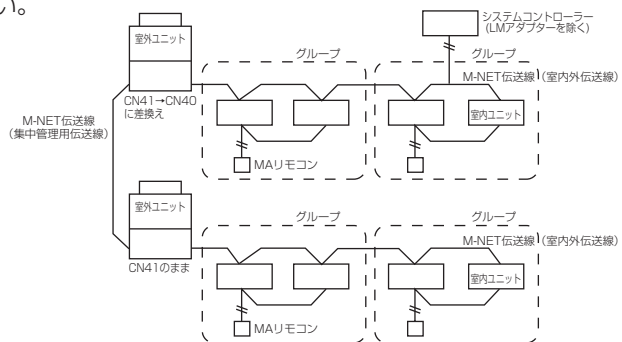 い。
システムコントローラー
(LMアダプターを除く)
室外ユニット
グループ
グループ
M-NET伝送線(室内外伝送線)
CN41→CN40
に差換え
M-NET伝送線
(集中管理用伝送線)
室内ユニット
MAリモコン
室外ユニット
グループ
グループ
M-NET伝送線(室内外伝送線)
CN41のまま
室内ユニット
MAリモコン